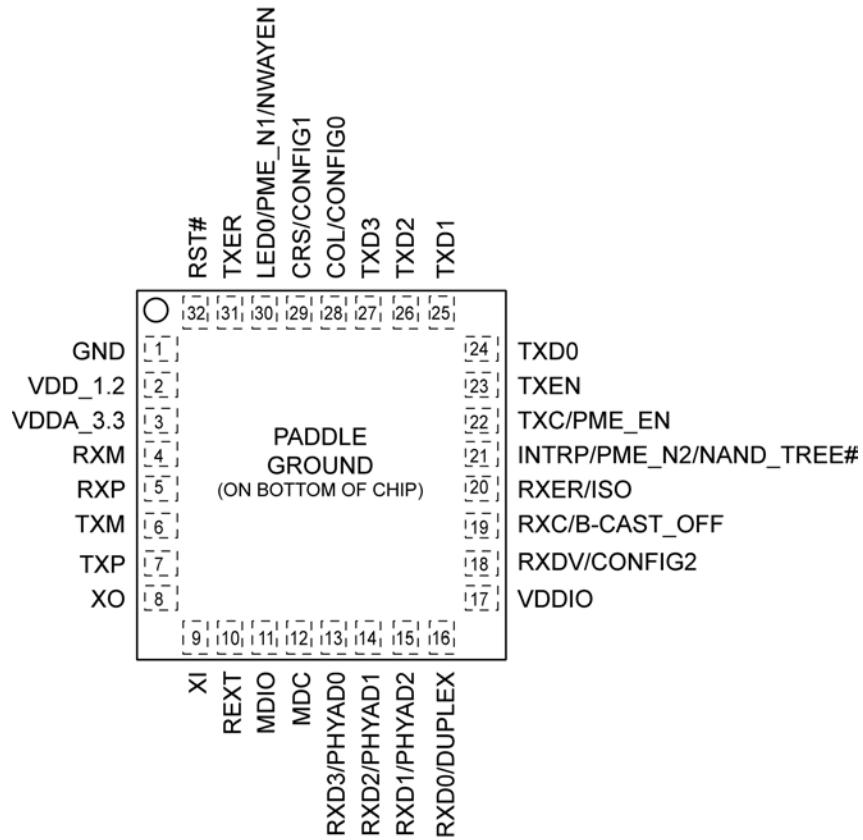 RST#
TXER
LED0/PME_N1/NWAYEN
CRS/CONFIG1
COL/CONFIG0
TXD3
TXD2
TXD1
32 31 30 29 28 27 26 25
GND 1
VDD_1.2 2
VDDA_3.3 3
RXM 4
RXP 5
TXM 6
TXP 7
XO 8
PADDLE
GROUND
(ON BOTTOM OF CHIP)
24 TXD0
23 TXEN
22 TXC/PME_EN
21 INTRP/PME_N2/NAND_TREE#
20 RXER/ISO
19 RXC/B-CAST_OFF
18 RXDV/CONFIG2
17 VDDIO
9 10 11 12 13 14 15 16
XI
REXT
MDIO
MDC
RXD3/PHYAD0
RXD2/PHYAD1
RXD1/PHYAD2
RXD0/DUPLEX